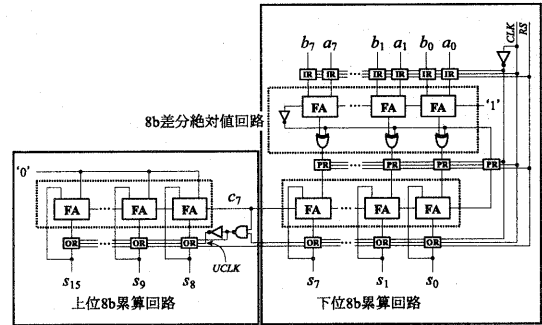 CLK
RS
b7 a7 b1 a1 b0 a0
IR IR ... IR IR IR IR
FA FA FA '1'
8b差分絶対値回路
PR PR PR PR
'0'
c7
FA FA FA FA FA FA
OR OR OR OR OR OR
UCLK
s15 s9 s8 s7 s1 s0
上位8b累算回路 下位8b累算回路